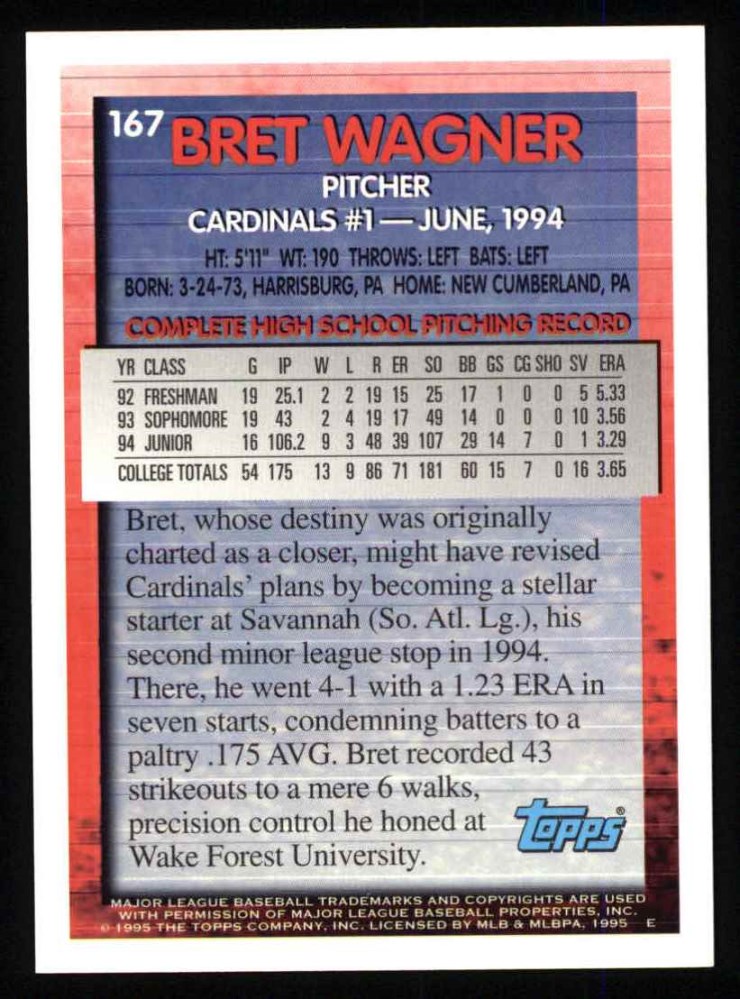 167 BRET WAGNER
PITCHER
CARDINALS #1—JUNE, 1994
HT: 5'11" WT: 190 THROWS: LEFT BATS: LEFT
BORN: 3-24-73, HARRISBURG, PA HOME: NEW CUMBERLAND, PA
COMPLETE HIGH SCHOOL PITCHING RECORD
YR CLASS G IP W L R ER SO BB GS CG SHO SV ERA
92 FRESHMAN 19 25.1 2 2 19 15 25 17 1 0 0 5 5.33
93 SOPHOMORE 19 43 2 4 19 17 49 14 0 0 0 10 3.56
94 JUNIOR 16 106.2 9 3 48 39 107 29 14 7 0 1 3.29
COLLEGE TOTALS 54 175 13 9 86 71 181 60 15 7 0 16 3.65
Bret, whose destiny was originally
charted as a closer, might have revised
Cardinals' plans by becoming a stellar
starter at Savannah (So. Atl. Lg.), his
second minor league stop in 1994.
There, he went 4-1 with a 1.23 ERA in
seven starts, condemning batters to a
paltry .175 AVG. Bret recorded 43
strikeouts to a mere 6 walks,
precision control he honed at
Wake Forest University.
topps®
MAJOR LEAGUE BASEBALL TRADEMARKS AND COPYRIGHTS ARE USED
WITH PERMISSION OF MAJOR LEAGUE BASEBALL PROPERTIES, INC.
© 1995 THE TOPPS COMPANY, INC. LICENSED BY MLB & MLBPA, 1995 E